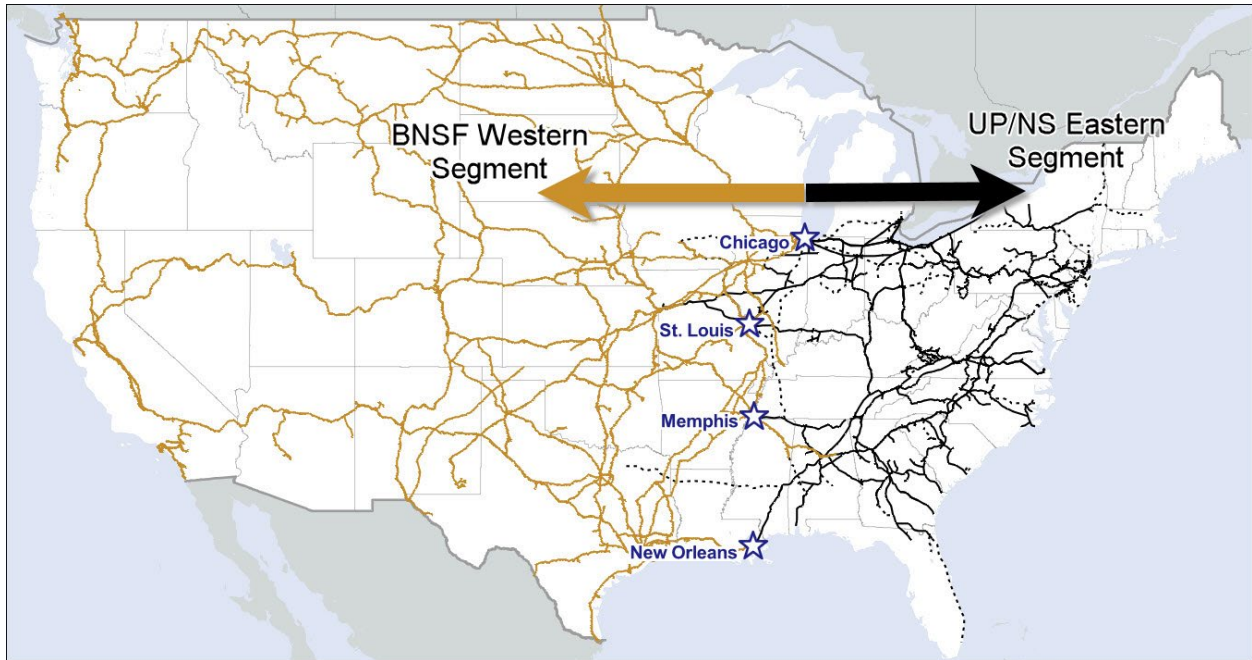 BNSF Western
Segment
UP/NS Eastern
Segment
Chicago
St. Louis
Memphis
New Orleans